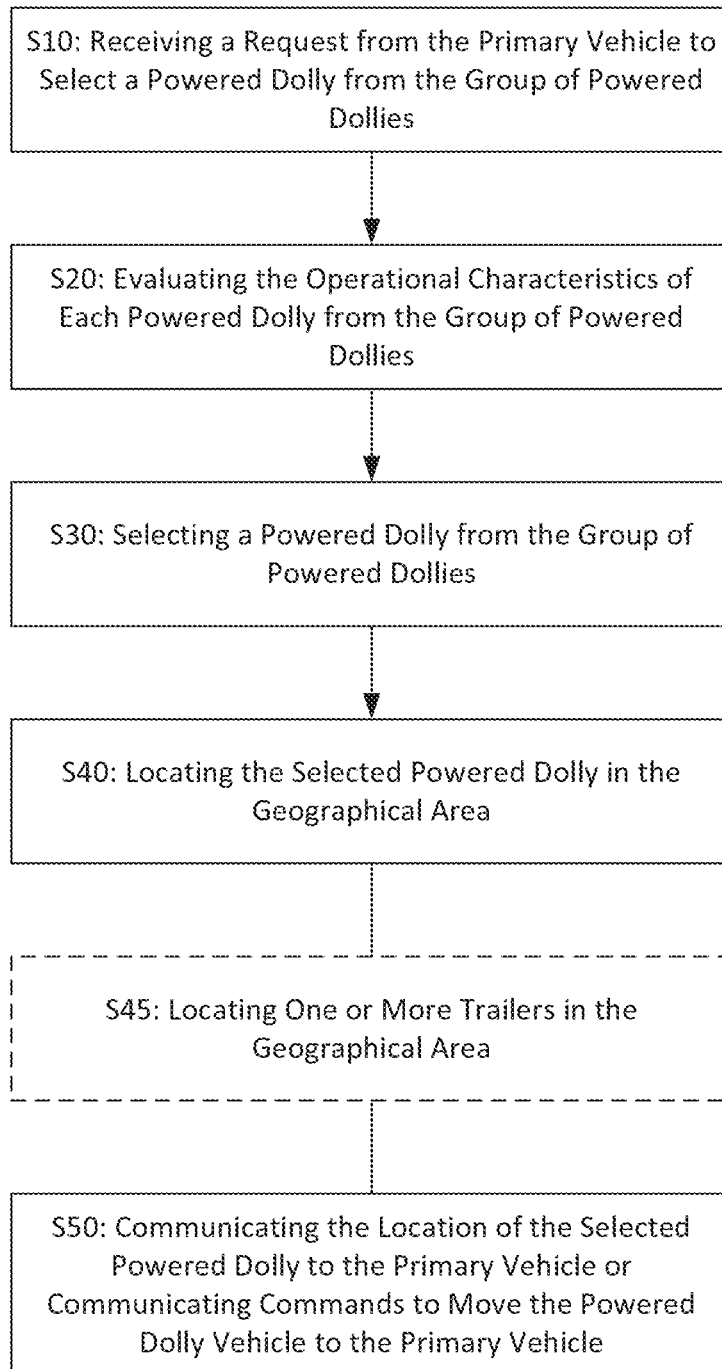 S10: Receiving a Request from the Primary Vehicle to
Select a Powered Dolly from the Group of Powered
Dollies
S20: Evaluating the Operational Characteristics of
Each Powered Dolly from the Group of Powered
Dollies
S30: Selecting a Powered Dolly from the Group of
Powered Dollies
S40: Locating the Selected Powered Dolly in the
Geographical Area
S45: Locating One or More Trailers in the
Geographical Area
S50: Communicating the Location of the Selected
Powered Dolly to the Primary Vehicle or
Communicating Commands to Move the Powered
Dolly Vehicle to the Primary Vehicle